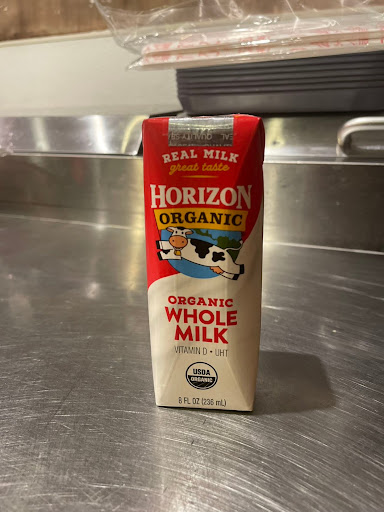 REAL MILK
great taste
HORIZON
ORGANIC
ORGANIC
WHOLE
MILK
VITAMIN D • UHT
USDA
ORGANIC
8 FL OZ (236 mL)